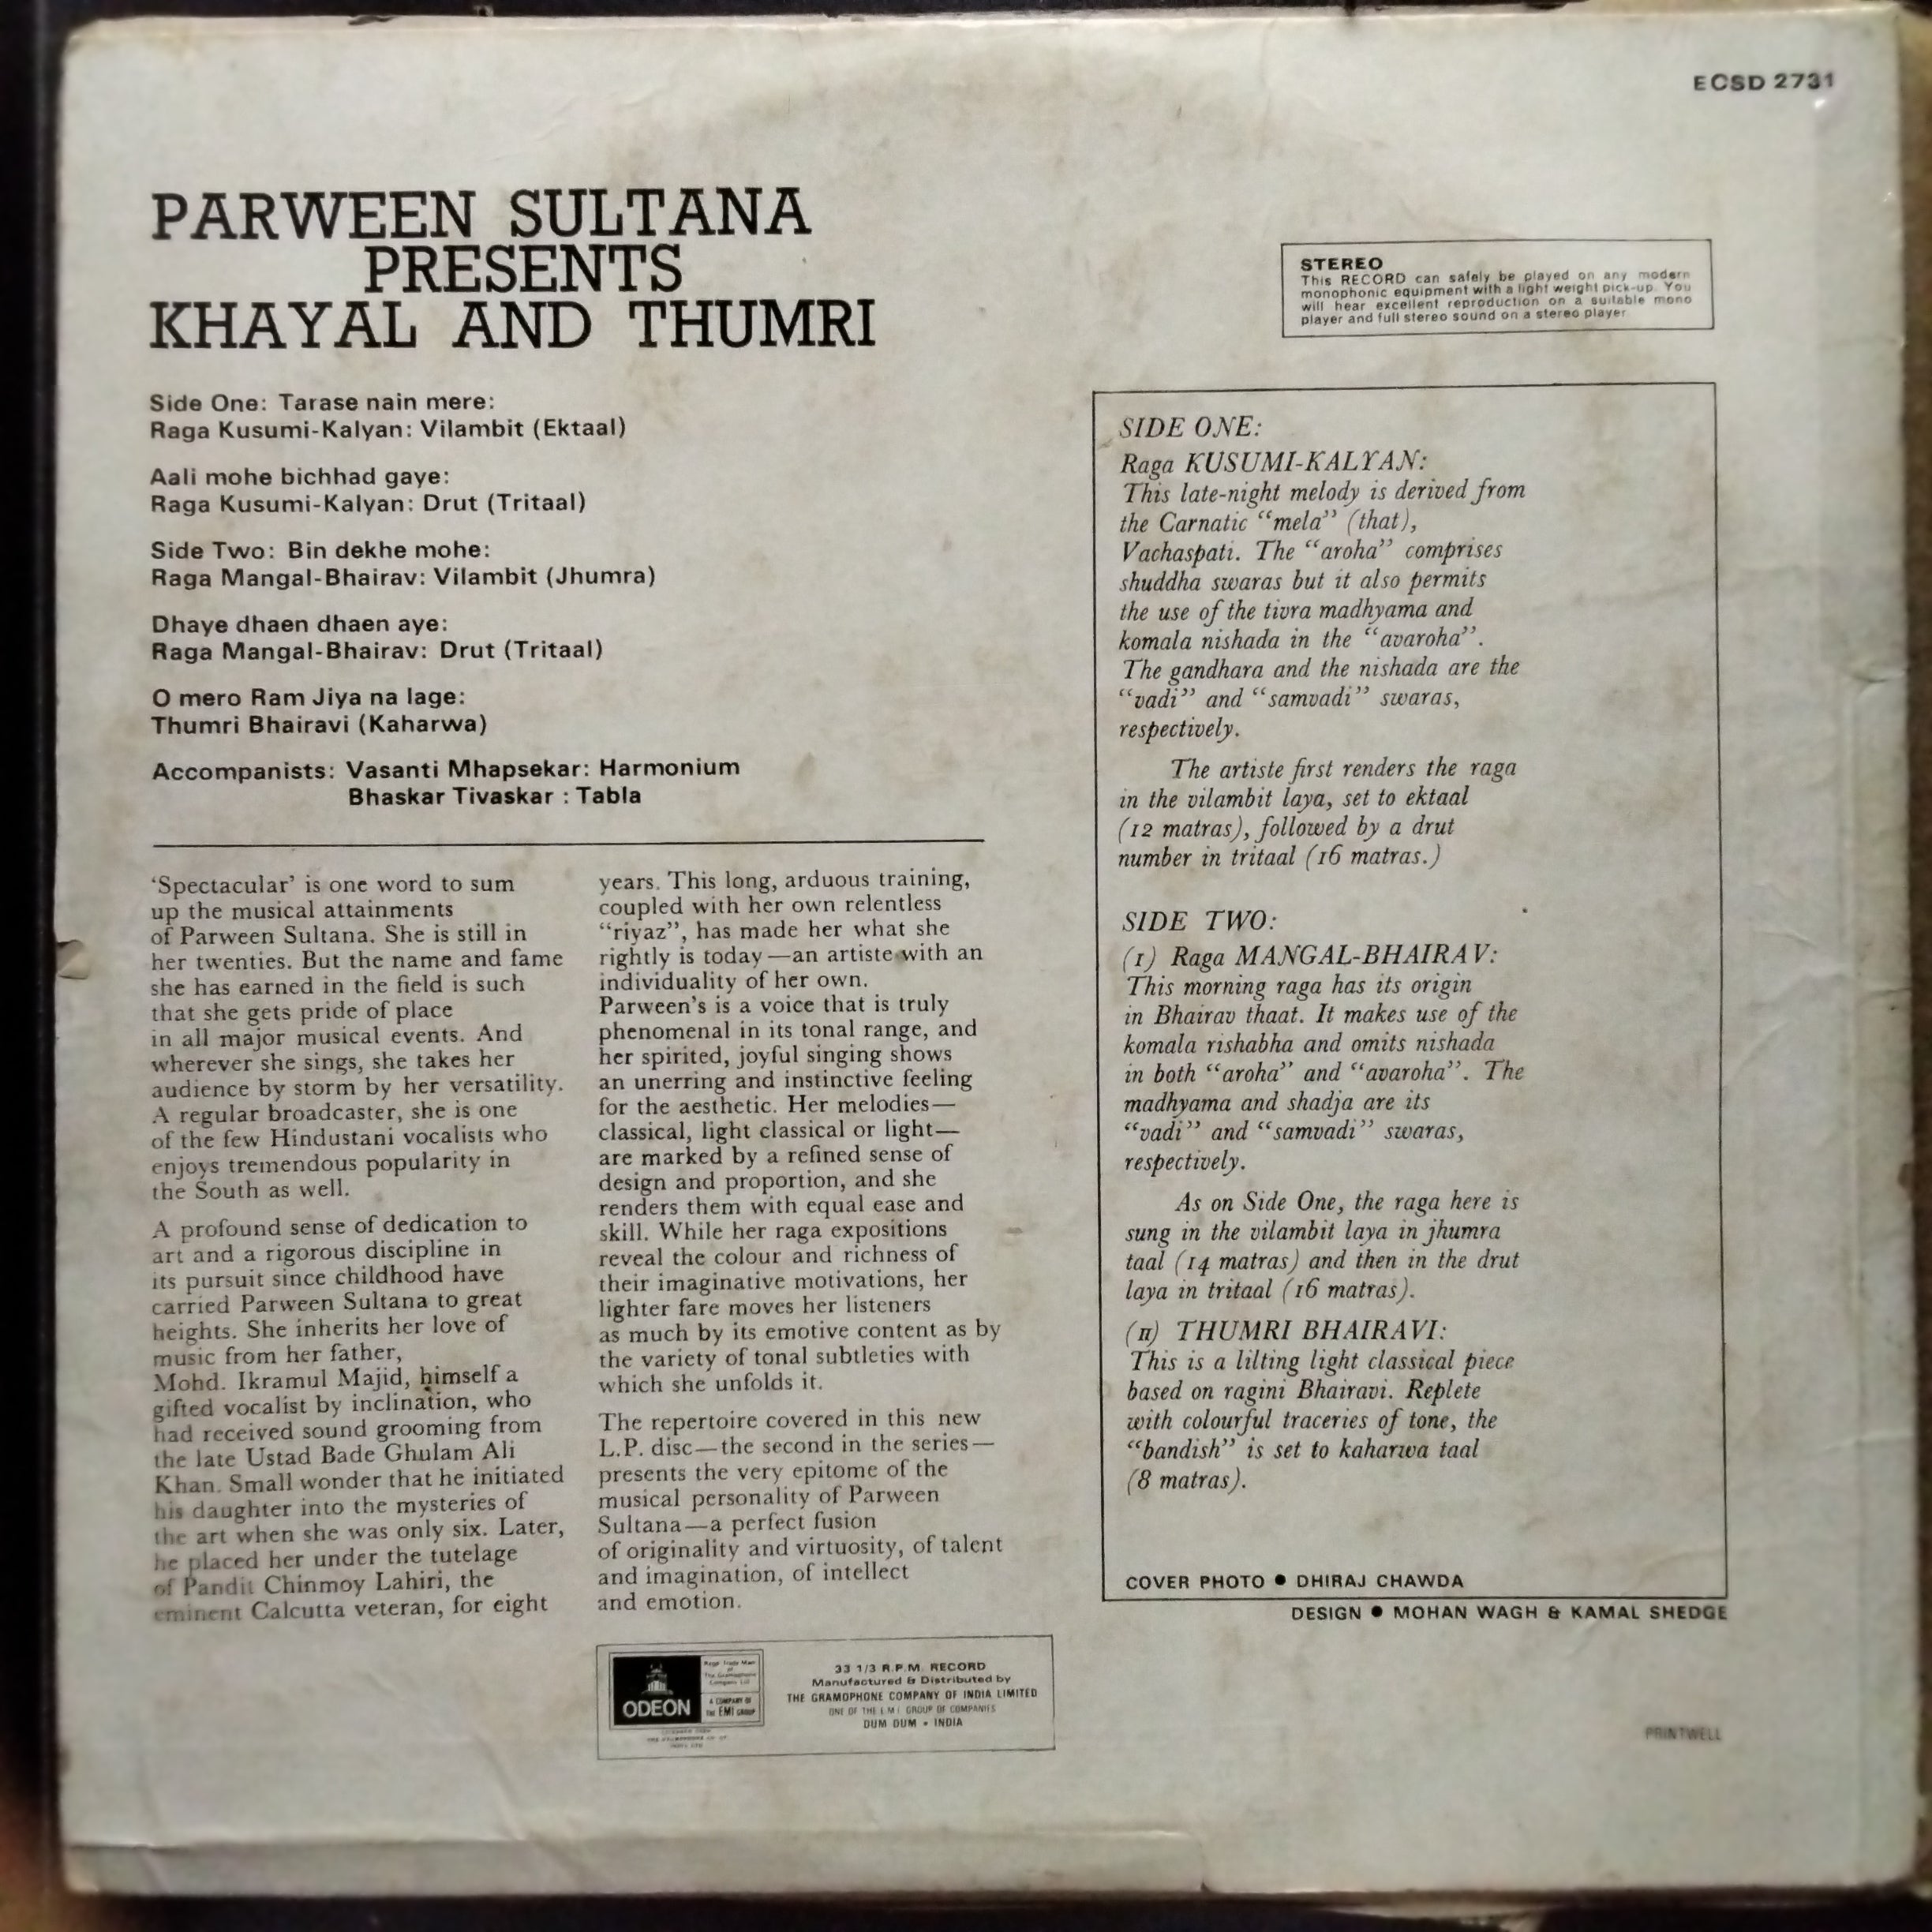 ECSD 2731
PARWEEN SULTANA
PRESENTS
KHAYAL AND THUMRI
STEREO
This RECORD can safely be played on any modern
monophonic equipment with a light weight pick-up. You
will hear excellent reproduction on a suitable mono
player and full stereo sound on a stereo player
Side One: Tarase nain mere:
Raga Kusumi-Kalyan: Vilambit (Ektaal)
Aali mohe bichhad gaye:
Raga Kusumi-Kalyan: Drut (Tritaal)
Side Two: Bin dekhe mohe:
Raga Mangal-Bhairav: Vilambit (Jhumra)
Dhaye dhaen dhaen aye:
Raga Mangal-Bhairav: Drut (Tritaal)
O mero Ram Jiya na lage:
Thumri Bhairavi (Kaharwa)
Accompanists: Vasanti Mhapsekar: Harmonium
Bhaskar Tivaskar : Tabla
‘Spectacular’ is one word to sum
up the musical attainments
of Parween Sultana. She is still in
her twenties. But the name and fame
she has earned in the field is such
that she gets pride of place
in all major musical events. And
wherever she sings, she takes her
audience by storm by her versatility.
A regular broadcaster, she is one
of the few Hindustani vocalists who
enjoys tremendous popularity in
the South as well.
A profound sense of dedication to
art and a rigorous discipline in
its pursuit since childhood have
carried Parween Sultana to great
heights. She inherits her love of
music from her father,
Mohd. Ikramul Majid, himself a
gifted vocalist by inclination, who
had received sound grooming from
the late Ustad Bade Ghulam Ali
Khan. Small wonder that he initiated
his daughter into the mysteries of
the art when she was only six. Later,
he placed her under the tutelage
of Pandit Chinmoy Lahiri, the
eminent Calcutta veteran, for eight
years. This long, arduous training,
coupled with her own relentless
“riyaz”, has made her what she
rightly is today—an artiste with an
individuality of her own.
Parween's is a voice that is truly
phenomenal in its tonal range, and
her spirited, joyful singing shows
an unerring and instinctive feeling
for the aesthetic. Her melodies—
classical, light classical or light—
are marked by a refined sense of
design and proportion, and she
renders them with equal ease and
skill. While her raga expositions
reveal the colour and richness of
their imaginative motivations, her
lighter fare moves her listeners
as much by its emotive content as by
the variety of tonal subtleties with
which she unfolds it.
The repertoire covered in this new
L.P. disc—the second in the series—
presents the very epitome of the
musical personality of Parween
Sultana—a perfect fusion
of originality and virtuosity, of talent
and imagination, of intellect
and emotion.
SIDE ONE:
Raga KUSUMI-KALYAN:
This late-night melody is derived from
the Carnatic “mela” (that),
Vachaspati. The “aroha” comprises
shuddha swaras but it also permits
the use of the tivra madhyama and
komala nishada in the “avaroha”.
The gandhara and the nishada are the
“vadi” and “samvadi” swaras,
respectively.
The artiste first renders the raga
in the vilambit laya, set to ektaal
(12 matras), followed by a drut
number in tritaal (16 matras.)
SIDE TWO:
(I) Raga MANGAL-BHAIRAV:
This morning raga has its origin
in Bhairav thaat. It makes use of the
komala rishabha and omits nishada
in both “aroha” and “avaroha”. The
madhyama and shadja are its
“vadi” and “samvadi” swaras,
respectively.
As on Side One, the raga here is
sung in the vilambit laya in jhumra
taal (14 matras) and then in the drut
laya in tritaal (16 matras).
(II) THUMRI BHAIRAVI:
This is a lilting light classical piece
based on ragini Bhairavi. Replete
with colourful traceries of tone, the
“bandish” is set to kaharwa taal
(8 matras).
COVER PHOTO ● DHIRAJ CHAWDA
DESIGN ● MOHAN WAGH & KAMAL SHEDGE
ODEON
Regd. Trade Mark
of
The Gramophone
Company Ltd
A COMPANY OF
THE EMI GROUP
33 1/3 R.P.M. RECORD
Manufactured & Distributed by
THE GRAMOPHONE COMPANY OF INDIA LIMITED
ONE OF THE E.M.I. GROUP OF COMPANIES
DUM DUM • INDIA
PRINTWELL